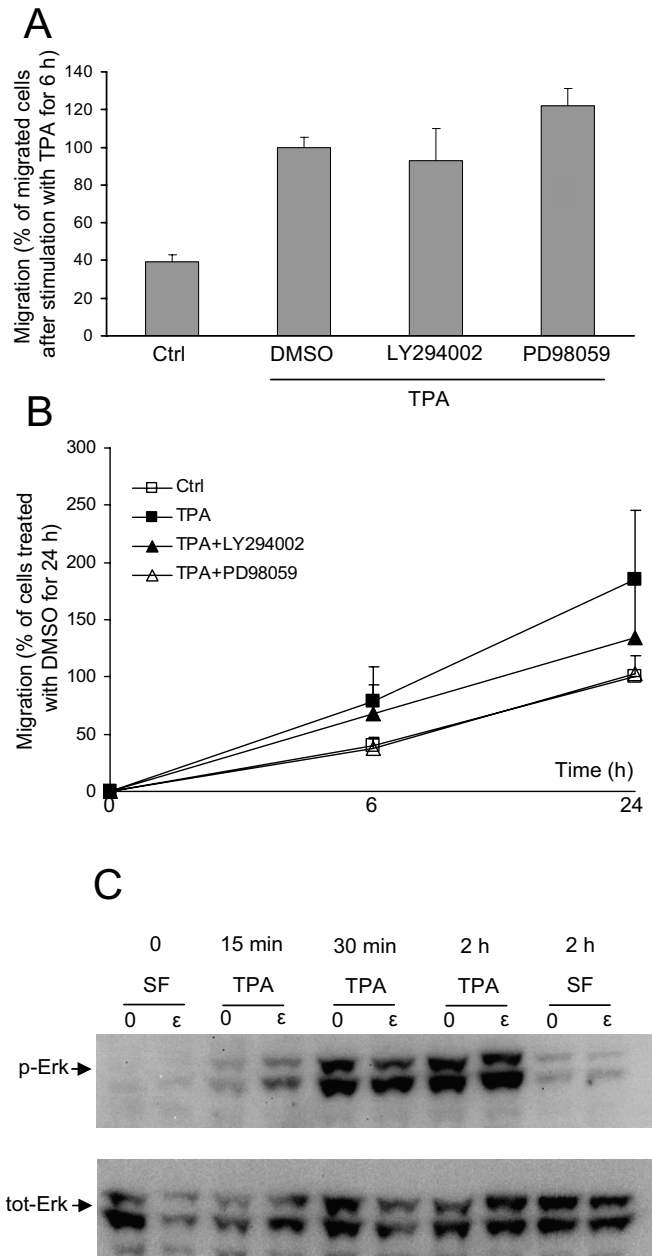 A
Migration (% of migrated cells
after stimulation with TPA for 6 h)
140
120
100
80
60
40
20
0
Ctrl DMSO LY294002 PD98059
TPA
B
Migration (% of cells treated
with DMSO for 24 h)
300
250
200
150
100
50
0
Ctrl
TPA
TPA+LY294002
TPA+PD98059
Time (h)
0 6 24
C
0 15 min 30 min 2 h 2 h
SF TPA TPA TPA SF
0 ε 0 ε 0 ε 0 ε 0 ε
p-Erk
tot-Erk